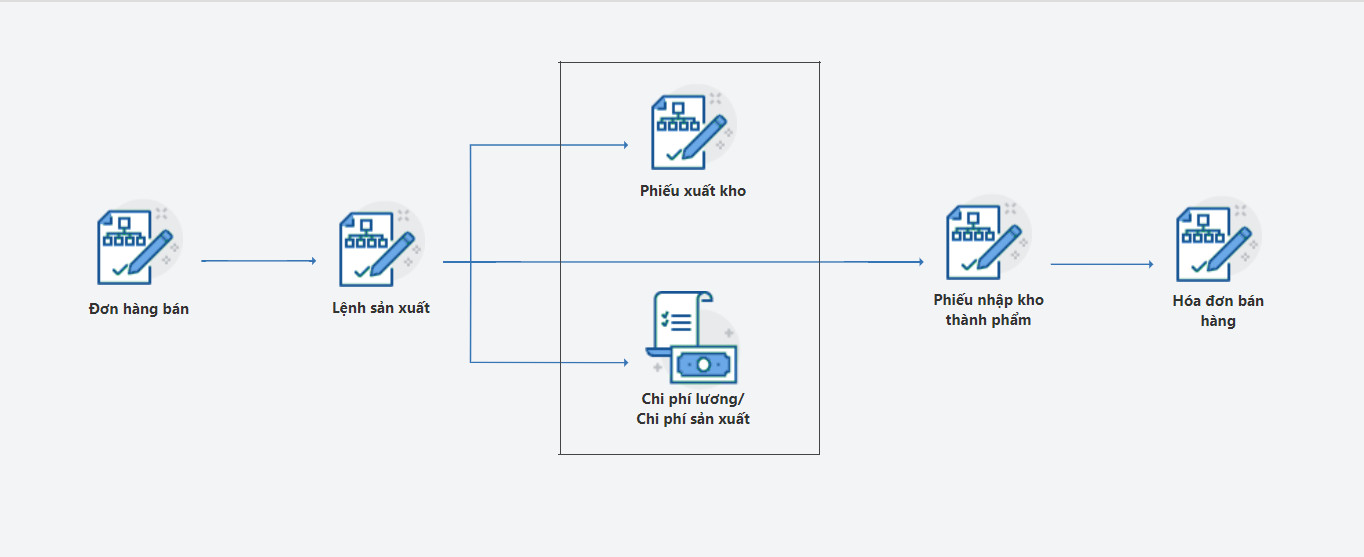 Đơn hàng bán
Lệnh sản xuất
Phiếu xuất kho
Chi phí lương/
Chi phí sản xuất
Phiếu nhập kho
thành phẩm
Hóa đơn bán
hàng